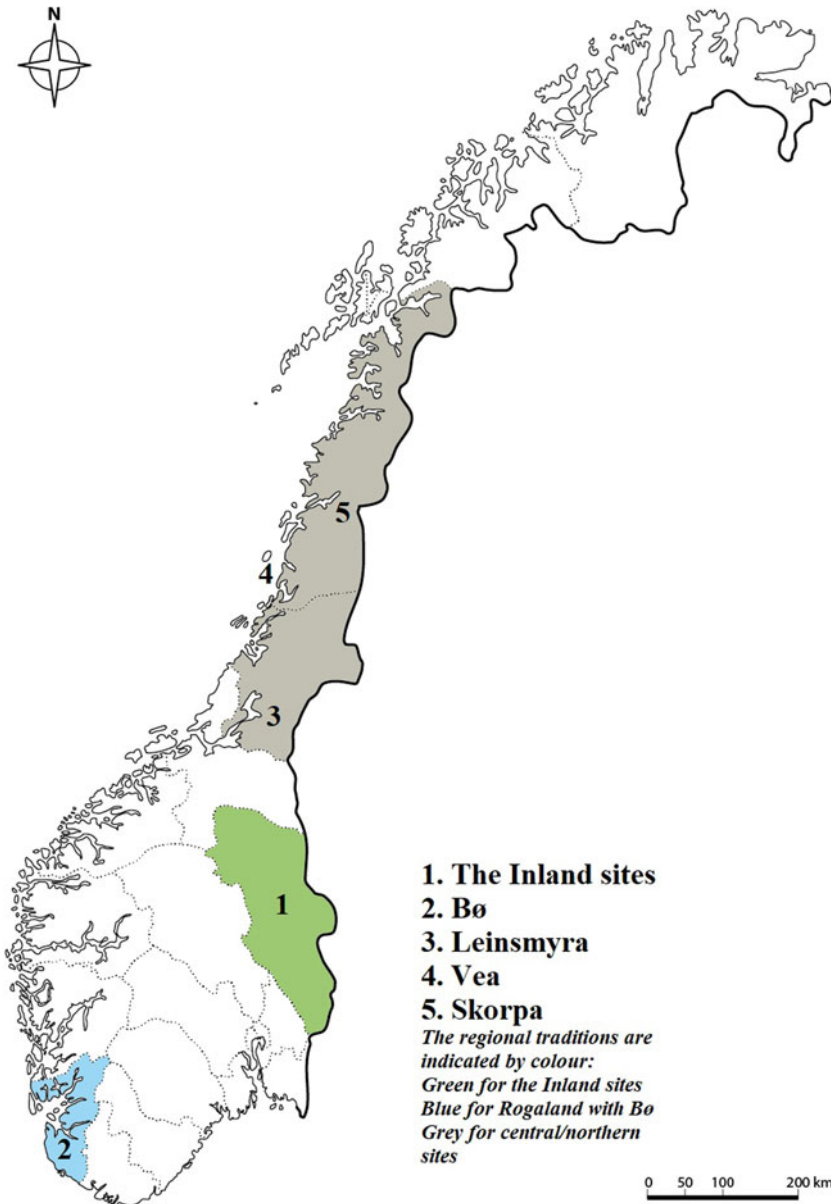 N
5
4
3
1
2
1. The Inland sites
2. Bø
3. Leinsmyra
4. Vea
5. Skorpa
The regional traditions are
indicated by colour:
Green for the Inland sites
Blue for Rogaland with Bø
Grey for central/northern
sites
0 50 100 200 km